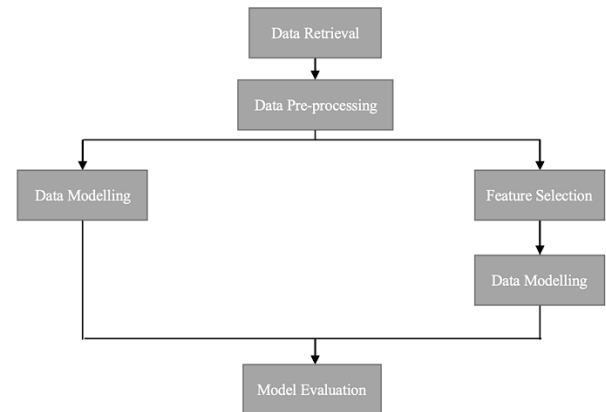 Data Retrieval
Data Pre-processing
Data Modelling
Feature Selection
Data Modelling
Model Evaluation